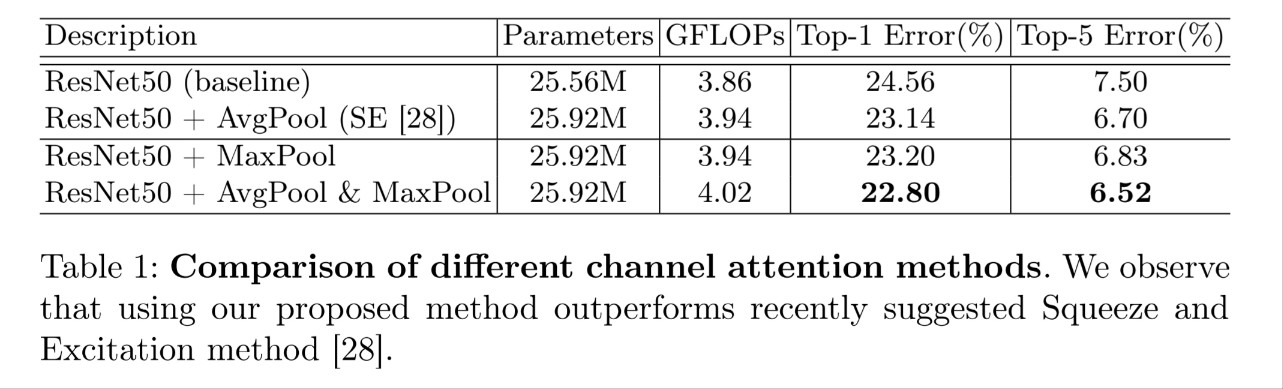 Description Parameters GFLOPs Top-1 Error(%) Top-5 Error(%)
ResNet50 (baseline) 25.56M 3.86 24.56 7.50
ResNet50 + AvgPool (SE [28]) 25.92M 3.94 23.14 6.70
ResNet50 + MaxPool 25.92M 3.94 23.20 6.83
ResNet50 + AvgPool & MaxPool 25.92M 4.02 22.80 6.52
Table 1: Comparison of different channel attention methods. We observe
that using our proposed method outperforms recently suggested Squeeze and
Excitation method [28].